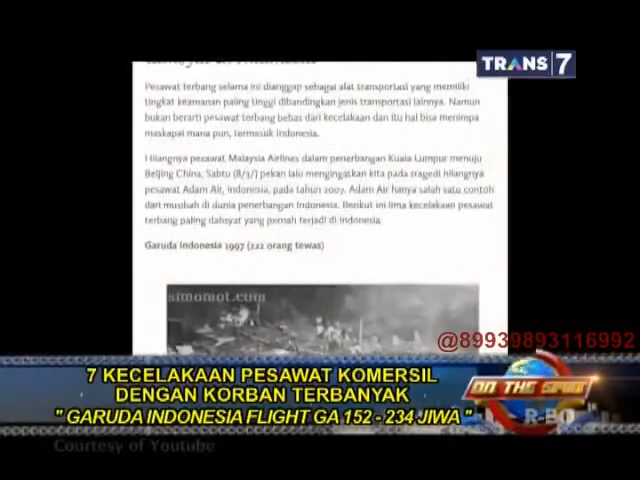 TRANS 7
Pesawat terbang selama ini dianggap sebagai alat transportasi yang memiliki
tingkat keamanan paling tinggi dibandingkan jenis transportasi lainnya. Namun
bukan berarti pesawat terbang bebas dari kecelakaan dan itu hal bisa menimpa
maskapai mana pun, termasuk Indonesia.
Hilangnya pesawat Malaysia Airlines dalam penerbangan Kuala Lumpur menuju
Beijing China, Sabtu (8/3/) pekan lalu mengingatkan kita pada tragedi hilangnya
pesawat Adam Air, Indonesia, pada tahun 2007. Adam Air hanya salah satu contoh
dari musibah di dunia penerbangan Indonesia. Berikut ini lima kecelakaan pesawat
terbang paling dahsyat yang pernah terjadi di Indonesia.
Garuda Indonesia 1997 (222 orang tewas)
simomot.com
@89939893116992
7 KECELAKAAN PESAWAT KOMERSIL
DENGAN KORBAN TERBANYAK
" GARUDA INDONESIA FLIGHT GA 152 - 234 JIWA "
ON THE SPOT
R-BO
Courtesy of Youtube